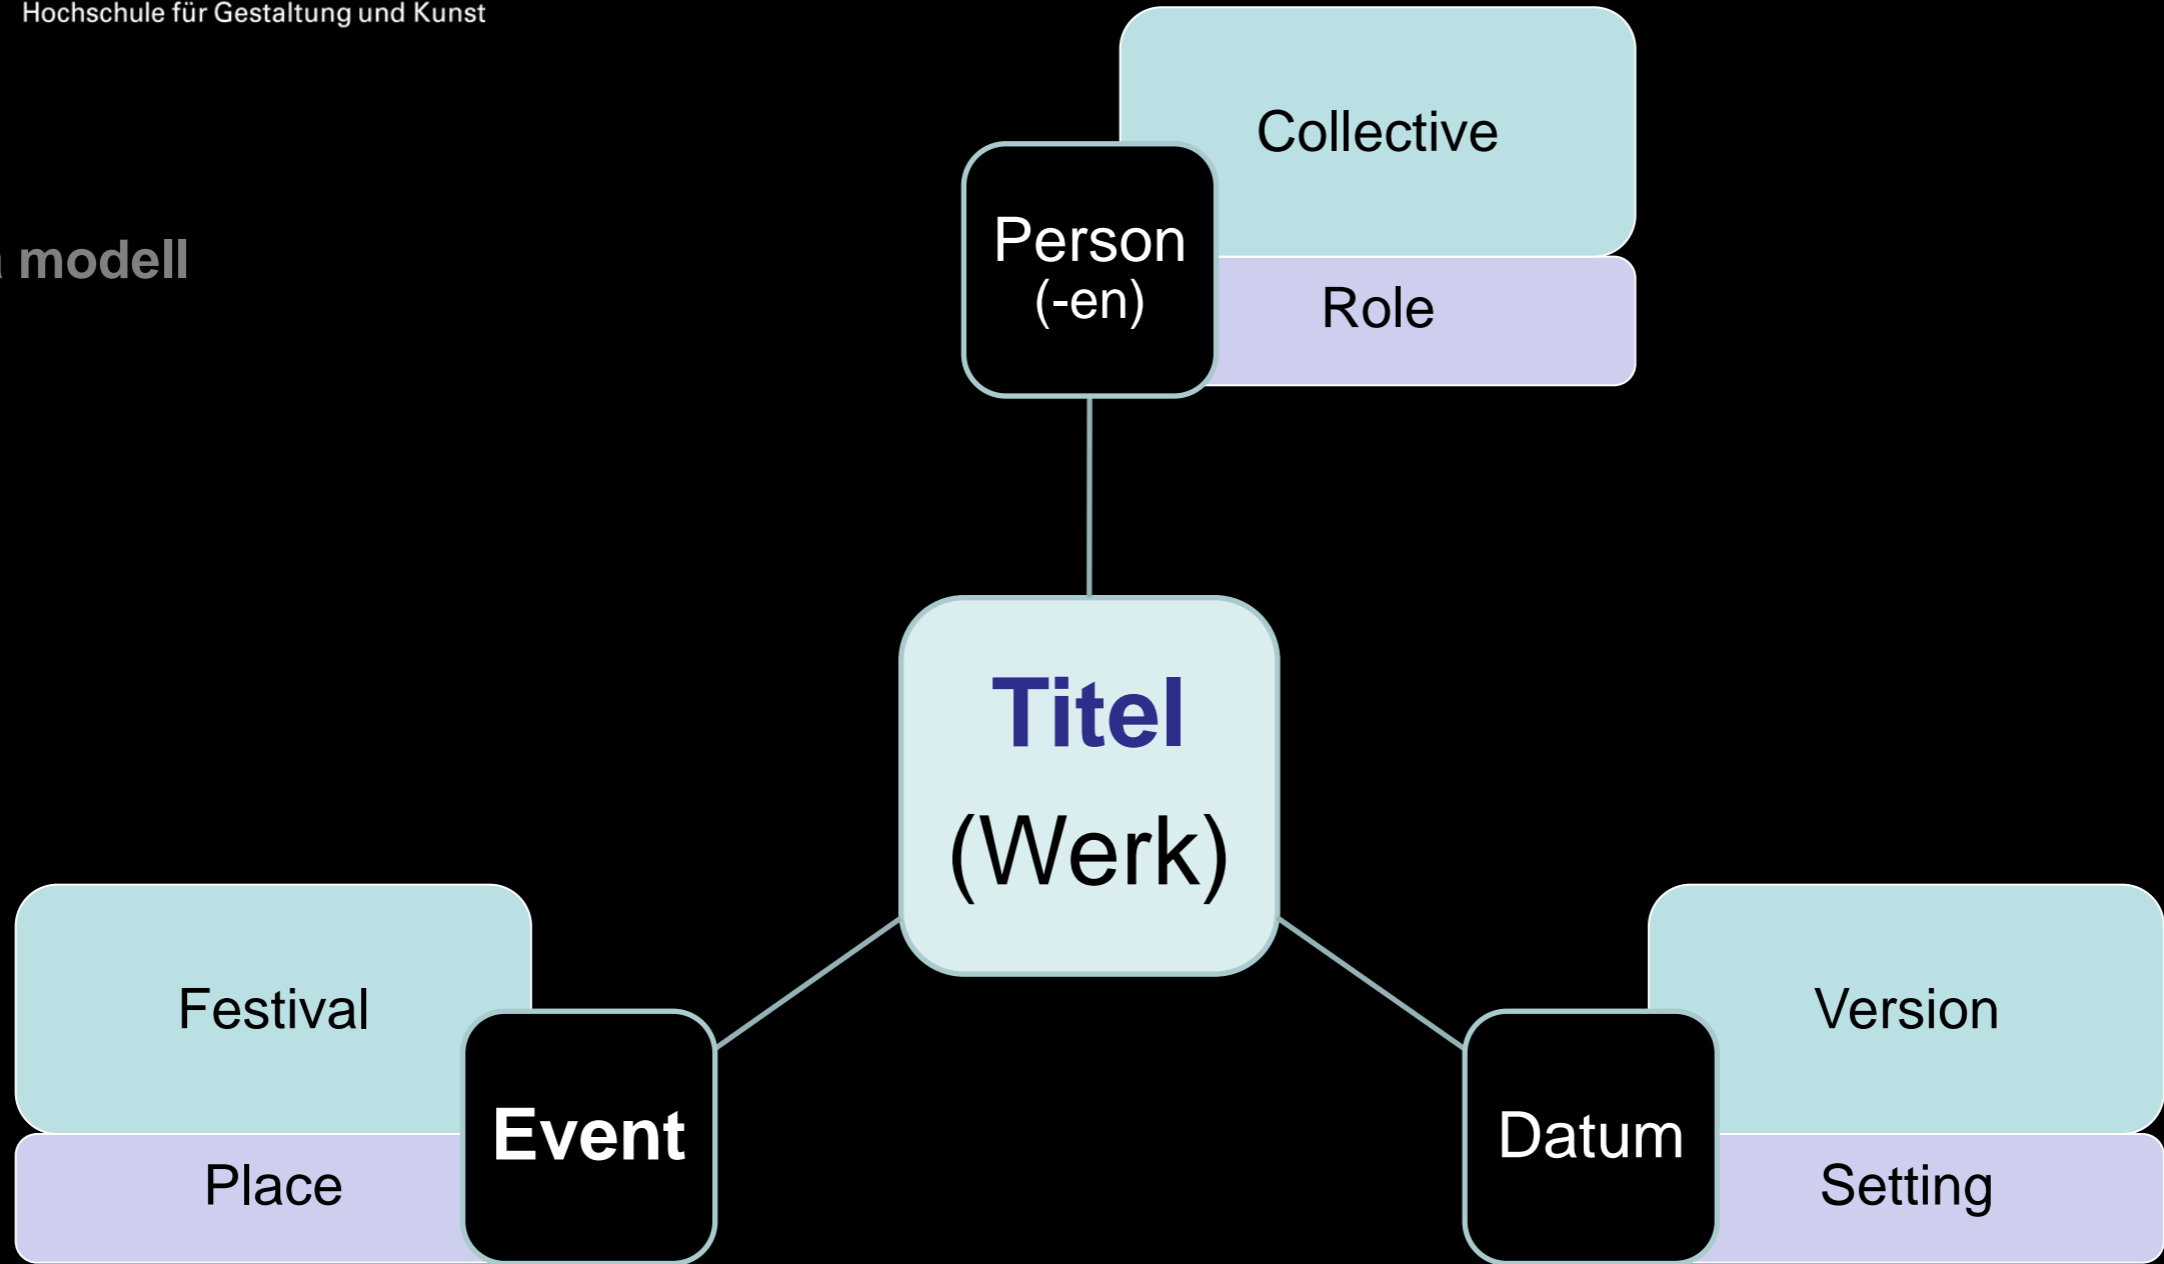 Hochschule für Gestaltung und Kunst
modell
Collective
Person
(-en)
Role
Titel
(Werk)
Festival
Event
Place
Version
Datum
Setting